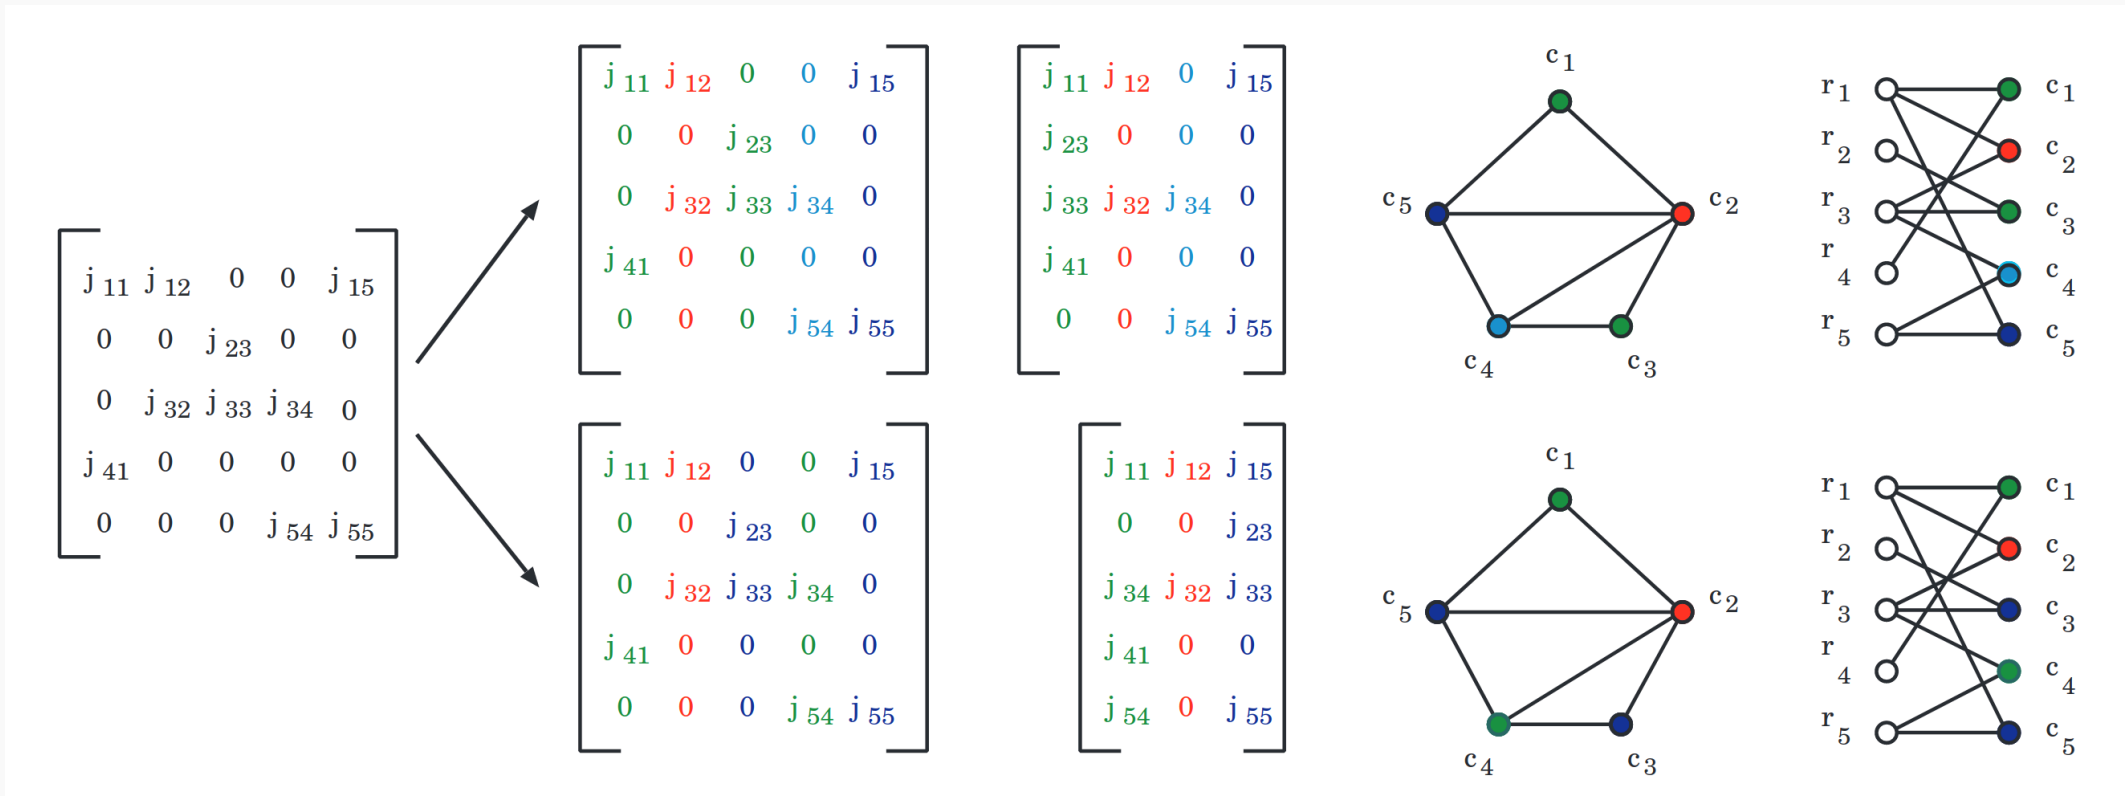 j 11 j 12 0 0 j 15
0 0 j 23 0 0
0 j 32 j 33 j 34 0
j 41 0 0 0 0
0 0 0 j 54 j 55
j 11 j 12 0 0 j 15
0 0 j 23 0 0
0 j 32 j 33 j 34 0
j 41 0 0 0 0
0 0 0 j 54 j 55
j 11 j 12 0 j 15
j 23 0 0 0
j 33 j 32 j 34 0
j 41 0 0 0
0 0 j 54 j 55
c 1
c 5 c 2
c 4 c 3
r 1 c 1
r 2 c 2
r 3 c 3
r 4 c 4
r 5 c 5
j 11 j 12 0 0 j 15
0 0 j 23 0 0
0 j 32 j 33 j 34 0
j 41 0 0 0 0
0 0 0 j 54 j 55
j 11 j 12 j 15
0 0 j 23
j 34 j 32 j 33
j 41 0 0
j 54 0 j 55
c 1
c 5 c 2
c 4 c 3
r 1 c 1
r 2 c 2
r 3 c 3
r 4 c 4
r 5 c 5